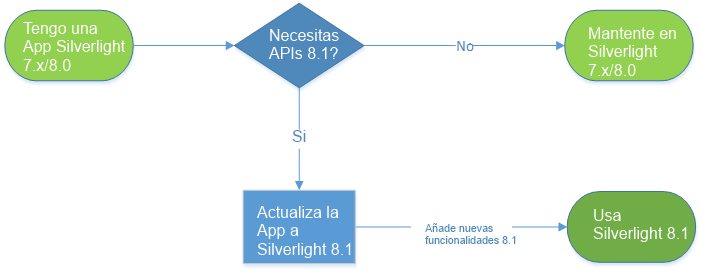 Tengo una
App Silverlight
7.x/8.0
Necesitas
APIs 8.1?
No
Mantente en
Silverlight
7.x/8.0
Si
Actualiza la
App a
Silverlight 8.1
Añade nuevas
funcionalidades 8.1
Usa
Silverlight 8.1